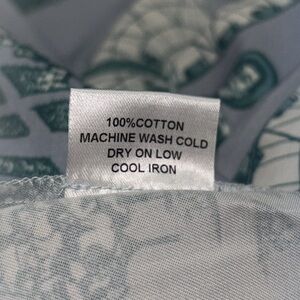 100%COTTON
MACHINE WASH COLD
DRY ON LOW
COOL IRON